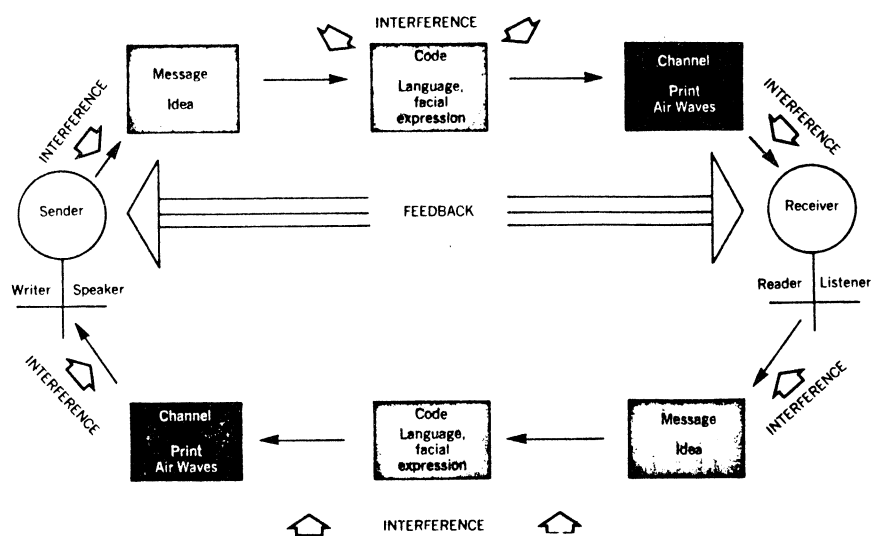 INTERFERENCE
Message
Idea
Code
Language,
facial
expression
Channel
Print
Air Waves
INTERFERENCE
INTERFERENCE
Sender
FEEDBACK
Receiver
Writer
Speaker
Reader
Listener
INTERFERENCE
Channel
Print
Air Waves
Code
Language,
facial
expression
Message
Idea
INTERFERENCE
INTERFERENCE